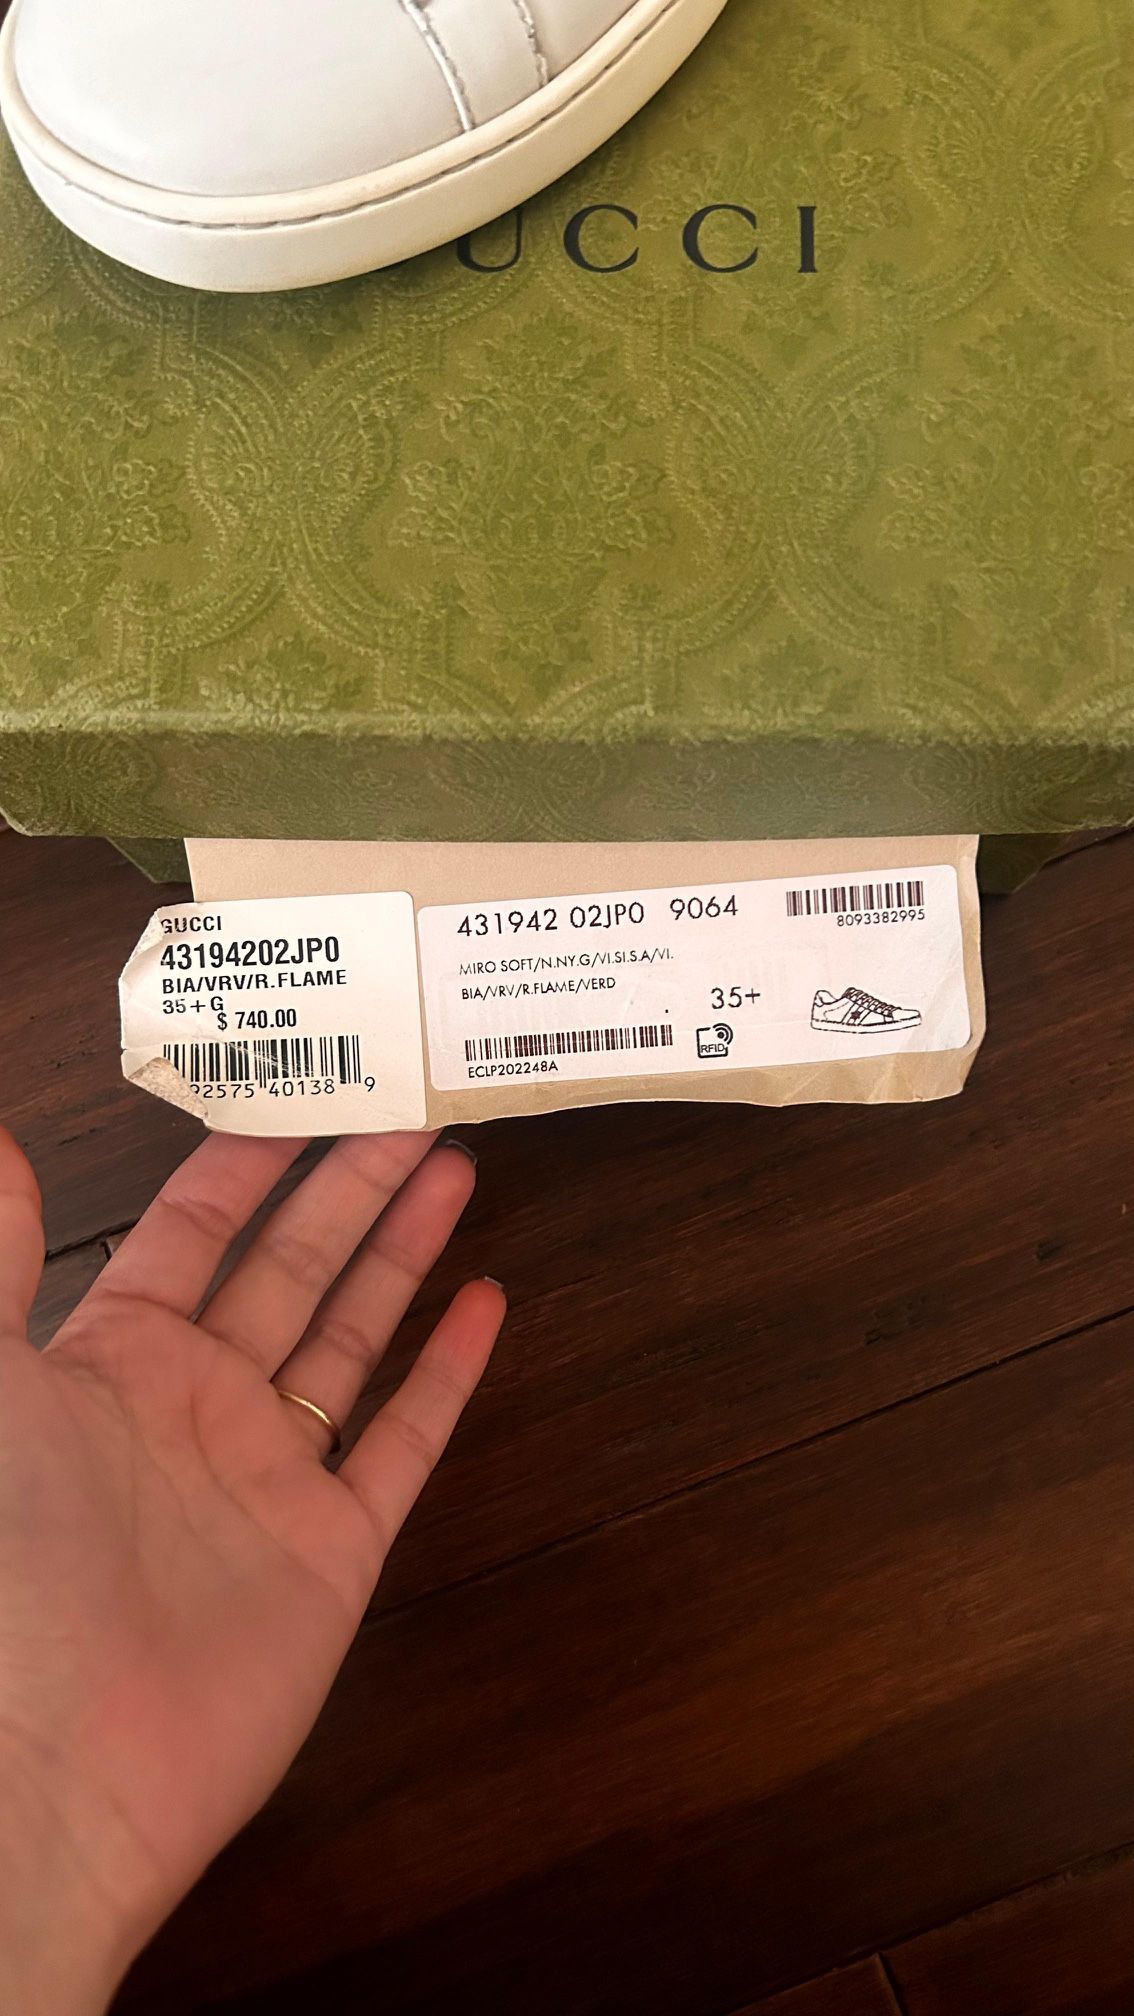 UCCI
GUCCI
43194202JP0
BIA/VRV/R.FLAME
35+G
$ 740.00
92575 40138 9
431942 02JP0 9064
8093382995
MIRO SOFT/N.NY.G/VI.SI.S.A/VI.
BIA/VRV/R.FLAME/VERD
35+
RFID
ECLP202248A